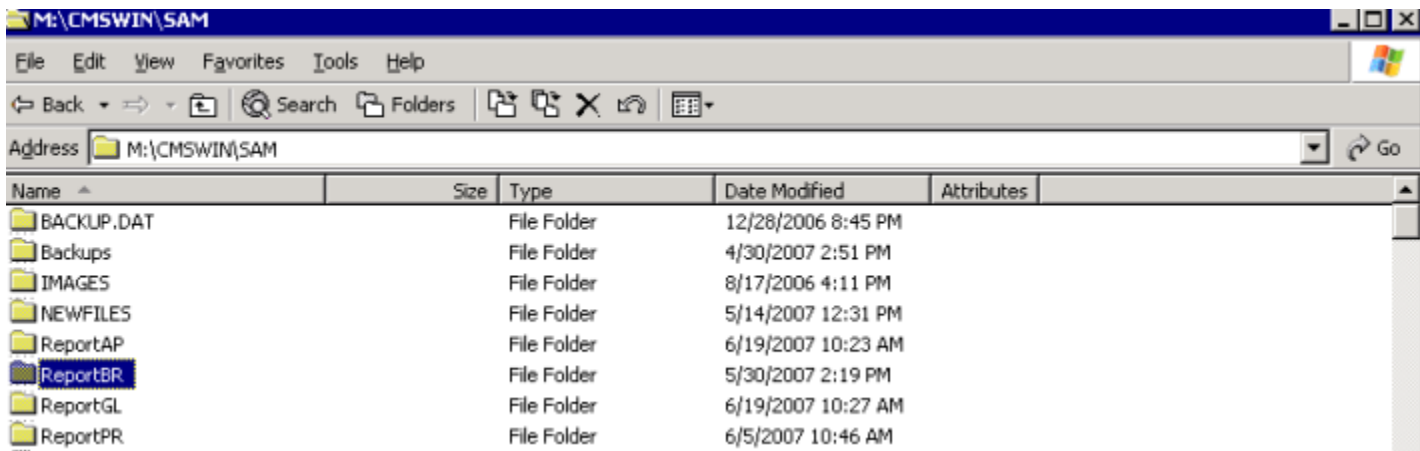 M:\CMSWIN\SAM
File Edit View Favorites Tools Help
Back Search Folders
Address M:\CMSWIN\SAM Go
Name Size Type Date Modified Attributes
BACKUP.DAT File Folder 12/28/2006 8:45 PM
Backups File Folder 4/30/2007 2:51 PM
IMAGES File Folder 8/17/2006 4:11 PM
NEWFILES File Folder 5/14/2007 12:31 PM
ReportAP File Folder 6/19/2007 10:23 AM
ReportBR File Folder 5/30/2007 2:19 PM
ReportGL File Folder 6/19/2007 10:27 AM
ReportPR File Folder 6/5/2007 10:46 AM